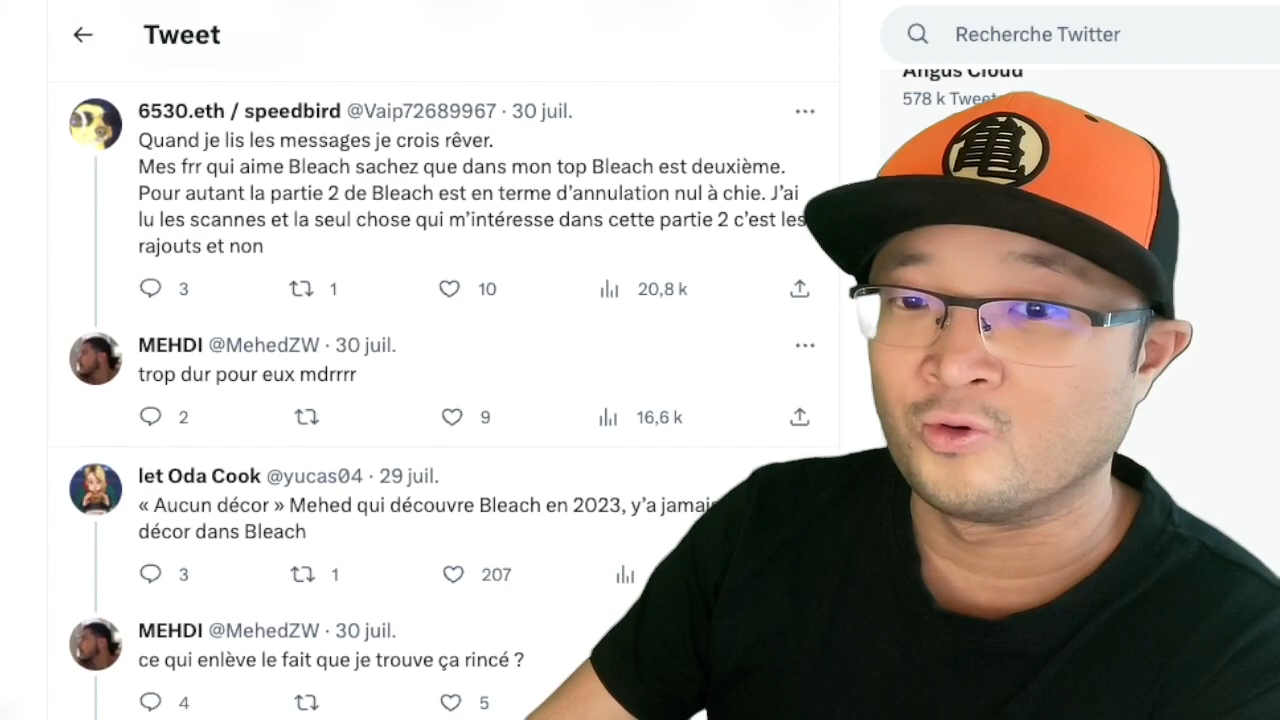 Tweet
Recherche Twitter
Angus Cloud
578 k Tweets
6530.eth / speedbird @Vaip72689967 · 30 juil.
Quand je lis les messages je crois rêver.
Mes frr qui aime Bleach sachez que dans mon top Bleach est deuxième.
Pour autant la partie 2 de Bleach est en terme d’annulation nul à chie. J’ai
lu les scannes et la seul chose qui m’intéresse dans cette partie 2 c’est les
rajouts et non
3 1 10 20,8 k
MEHDI @MehedZW · 30 juil.
trop dur pour eux mdrrrr
2 9 16,6 k
let Oda Cook @yucas04 · 29 juil.
« Aucun décor » Mehed qui découvre Bleach en 2023, y’a jamais
décor dans Bleach
3 1 207
MEHDI @MehedZW · 30 juil.
ce qui enlève le fait que je trouve ça rincé ?
4 5
亀